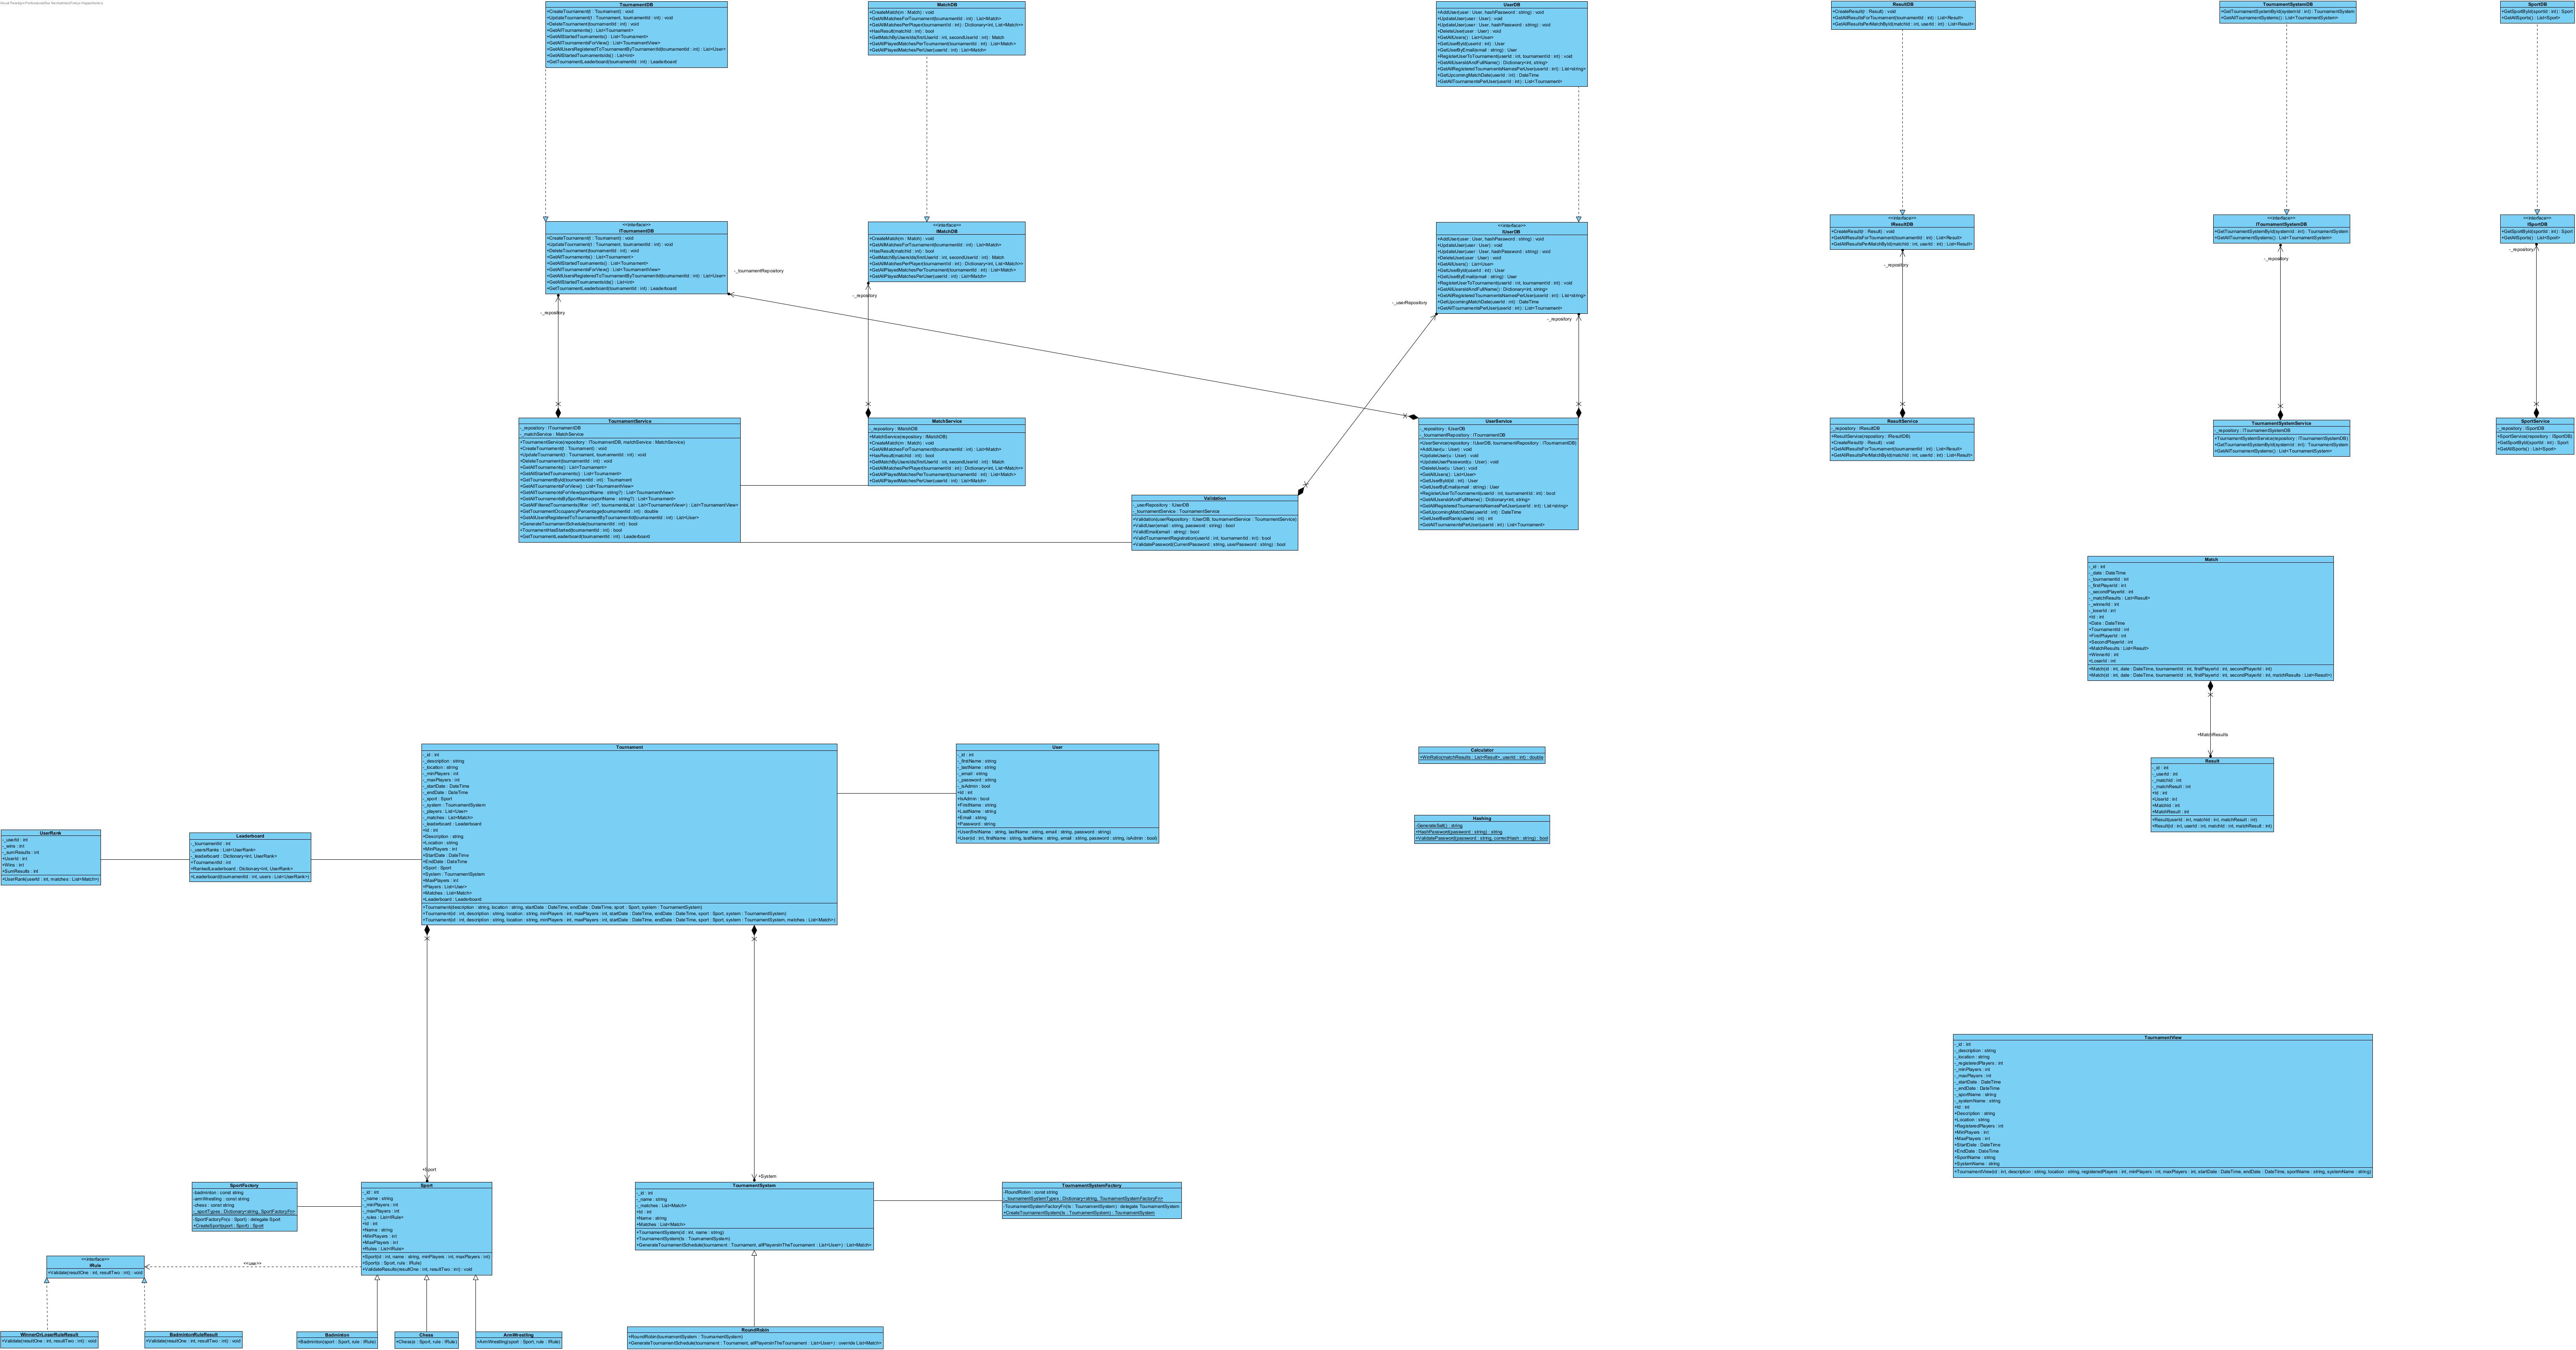 TournamentDB
+CreateTournament(t : Tournament) : void
+UpdateTournament(t : Tournament, tournamentId : int) : void
+DeleteTournament(tournamentId : int) : void
+GetAllTournaments() : List<Tournament>
+GetAllStartedTournaments() : List<Tournament>
+GetAllTournamentsForView() : List<TournamentView>
+GetAllUsersRegisteredToTournamentByTournamentId(tournamentId : int) : List<User>
+GetAllStartedTournamentsIds() : List<int>
+GetTournamentLeaderboard(tournamentId : int) : Leaderboard
MatchDB
+CreateMatch(m : Match) : void
+GetAllMatchesForTournament(tournamentId : int) : List<Match>
+GetAllMatchesPerPlayer(tournamentId : int) : Dictionary<int, List<Match>>
+HasResult(matchId : int) : bool
+GetMatchByUsersIds(firstUserId : int, secondUserId : int) : Match
+GetAllPlayedMatchesPerTournament(tournamentId : int) : List<Match>
+GetAllPlayedMatchesPerUser(userId : int) : List<Match>
UserDB
+AddUser(user : User, hashPassword : string) : void
+UpdateUser(user : User) : void
+UpdateUser(user : User, hashPassword : string) : void
+DeleteUser(user : User) : void
+GetAllUsers() : List<User>
+GetUserById(userId : int) : User
+GetUserByEmail(email : string) : User
+RegisterUserToTournament(userId : int, tournamentId : int) : void
+GetAllUsersIdAndFullName() : Dictionary<int, string>
+GetAllRegisteredTournamentsNamesPerUser(userId : int) : List<string>
+GetUpcomingMatchDate(userId : int) : DateTime
+GetAllTournamentsPerUser(userId : int) : List<Tournament>
ResultDB
+CreateResult(r : Result) : void
+GetAllResultsForTournament(tournamentId : int) : List<Result>
+GetAllResultsPerMatchById(matchId : int, userId : int) : List<Result>
TournamentSystemDB
+GetTournamentSystemById(systemId : int) : TournamentSystem
+GetAllTournamentSystems() : List<TournamentSystem>
SportDB
+GetSportById(sportId : int) : Sport
+GetAllSports() : List<Sport>
<<Interface>>
ITournamentDB
+CreateTournament(t : Tournament) : void
+UpdateTournament(t : Tournament, tournamentId : int) : void
+DeleteTournament(tournamentId : int) : void
+GetAllTournaments() : List<Tournament>
+GetAllStartedTournaments() : List<Tournament>
+GetAllTournamentsForView() : List<TournamentView>
+GetAllUsersRegisteredToTournamentByTournamentId(tournamentId : int) : List<User>
+GetAllStartedTournamentsIds() : List<int>
+GetTournamentLeaderboard(tournamentId : int) : Leaderboard
<<Interface>>
IMatchDB
+CreateMatch(m : Match) : void
+GetAllMatchesForTournament(tournamentId : int) : List<Match>
+HasResult(matchId : int) : bool
+GetMatchByUsersIds(firstUserId : int, secondUserId : int) : Match
+GetAllMatchesPerPlayer(tournamentId : int) : Dictionary<int, List<Match>>
+GetAllPlayedMatchesPerTournament(tournamentId : int) : List<Match>
+GetAllPlayedMatchesPerUser(userId : int) : List<Match>
<<Interface>>
IUserDB
+AddUser(user : User, hashPassword : string) : void
+UpdateUser(user : User) : void
+UpdateUser(user : User, hashPassword : string) : void
+DeleteUser(user : User) : void
+GetAllUsers() : List<User>
+GetUserById(userId : int) : User
+GetUserByEmail(email : string) : User
+RegisterUserToTournament(userId : int, tournamentId : int) : void
+GetAllUsersIdAndFullName() : Dictionary<int, string>
+GetAllRegisteredTournamentsNamesPerUser(userId : int) : List<string>
+GetUpcomingMatchDate(userId : int) : DateTime
+GetAllTournamentsPerUser(userId : int) : List<Tournament>
<<Interface>>
IResultDB
+CreateResult(r : Result) : void
+GetAllResultsForTournament(tournamentId : int) : List<Result>
+GetAllResultsPerMatchById(matchId : int, userId : int) : List<Result>
<<Interface>>
ITournamentSystemDB
+GetTournamentSystemById(systemId : int) : TournamentSystem
+GetAllTournamentSystems() : List<TournamentSystem>
<<Interface>>
ISportDB
+GetSportById(sportId : int) : Sport
+GetAllSports() : List<Sport>
-_repository
-_tournamentRepository
-_repository
-_userRepository
-_repository
-_repository
-_repository
-_repository
TournamentService
-_repository : ITournamentDB
-_matchService : MatchService
+TournamentService(repository : ITournamentDB, matchService : MatchService)
+CreateTournament(t : Tournament) : void
+UpdateTournament(t : Tournament, tournamentId : int) : void
+DeleteTournament(tournamentId : int) : void
+GetAllTournaments() : List<Tournament>
+GetAllStartedTournaments() : List<Tournament>
+GetTournamentById(tournamentId : int) : Tournament
+GetAllTournamentsForView() : List<TournamentView>
+GetAllTournamentsForView(sportName : string?) : List<TournamentView>
+GetAllTournamentsBySportName(sportName : string?) : List<Tournament>
+GetAllFilteredTournaments(filter : int?, tournamentsList : List<TournamentView>) : List<TournamentView>
+GetTournamentOccupancyPercentage(tournamentId : int) : double
+GetAllUsersRegisteredToTournamentByTournamentId(tournamentId : int) : List<User>
+GenerateTournamentSchedule(tournamentId : int) : bool
+TournamentHasStarted(tournamentId : int) : bool
+GetTournamentLeaderboard(tournamentId : int) : Leaderboard
MatchService
-_repository : IMatchDB
+MatchService(repository : IMatchDB)
+CreateMatch(m : Match) : void
+GetAllMatchesForTournament(tournamentId : int) : List<Match>
+HasResult(matchId : int) : bool
+GetMatchByUsersIds(firstUserId : int, secondUserId : int) : Match
+GetAllMatchesPerPlayer(tournamentId : int) : Dictionary<int, List<Match>>
+GetAllPlayedMatchesPerTournament(tournamentId : int) : List<Match>
+GetAllPlayedMatchesPerUser(userId : int) : List<Match>
Validation
-_userRepository : IUserDB
-_tournamentService : TournamentService
+Validation(userRepository : IUserDB, tournamentService : TournamentService)
+ValidUser(email : string, password : string) : bool
+ValidEmail(email : string) : bool
+ValidTournamentRegistration(userId : int, tournamentId : int) : bool
+ValidatePassword(CurrentPassword : string, userPassword : string) : bool
UserService
-_repository : IUserDB
-_tournamentRepository : ITournamentDB
+UserService(repository : IUserDB, tournamentRepository : ITournamentDB)
+AddUser(u : User) : void
+UpdateUser(u : User) : void
+UpdateUserPassword(u : User) : void
+DeleteUser(u : User) : void
+GetAllUsers() : List<User>
+GetUserById(id : int) : User
+GetUserByEmail(email : string) : User
+RegisterUserToTournament(userId : int, tournamentId : int) : bool
+GetAllUsersIdAndFullName() : Dictionary<int, string>
+GetAllRegisteredTournamentsNamesPerUser(userId : int) : List<string>
+GetUpcomingMatchDate(userId : int) : DateTime
+GetUserBestRank(userId : int) : int
+GetAllTournamentsPerUser(userId : int) : List<Tournament>
ResultService
-_repository : IResultDB
+ResultService(repository : IResultDB)
+CreateResult(r : Result) : void
+GetAllResultsForTournament(tournamentId : int) : List<Result>
+GetAllResultsPerMatchById(matchId : int, userId : int) : List<Result>
TournamentSystemService
-_repository : ITournamentSystemDB
+TournamentSystemService(repository : ITournamentSystemDB)
+GetTournamentSystemById(systemId : int) : TournamentSystem
+GetAllTournamentSystems() : List<TournamentSystem>
SportService
-_repository : ISportDB
+SportService(repository : ISportDB)
+GetSportById(sportId : int) : Sport
+GetAllSports() : List<Sport>
Match
-_id : int
-_date : DateTime
-_tournamentId : int
-_firstPlayerId : int
-_secondPlayerId : int
-_matchResults : List<Result>
-_winnerId : int
-_loserId : int
+Id : int
+Date : DateTime
+TournamentId : int
+FirstPlayerId : int
+SecondPlayerId : int
+MatchResults : List<Result>
+WinnerId : int
+LoserId : int
+Match(id : int, date : DateTime, tournamentId : int, firstPlayerId : int, secondPlayerId : int)
+Match(id : int, date : DateTime, tournamentId : int, firstPlayerId : int, secondPlayerId : int, matchResults : List<Result>)
+MatchResults
Result
-_id : int
-_userId : int
-_matchId : int
-_matchResult : int
+Id : int
+UserId : int
+MatchId : int
+MatchResult : int
+Result(userId : int, matchId : int, matchResult : int)
+Result(id : int, userId : int, matchId : int, matchResult : int)
Tournament
-_id : int
-_description : string
-_location : string
-_minPlayers : int
-_maxPlayers : int
-_startDate : DateTime
-_endDate : DateTime
-_sport : Sport
-_system : TournamentSystem
-_players : List<User>
-_matches : List<Match>
-_leaderboard : Leaderboard
+Id : int
+Description : string
+Location : string
+MinPlayers : int
+StartDate : DateTime
+EndDate : DateTime
+Sport : Sport
+System : TournamentSystem
+MaxPlayers : int
+Players : List<User>
+Matches : List<Match>
+Leaderboard : Leaderboard
+Tournament(description : string, location : string, startDate : DateTime, endDate : DateTime, sport : Sport, system : TournamentSystem)
+Tournament(id : int, description : string, location : string, minPlayers : int, maxPlayers : int, startDate : DateTime, endDate : DateTime, sport : Sport, system : TournamentSystem)
+Tournament(id : int, description : string, location : string, minPlayers : int, maxPlayers : int, startDate : DateTime, endDate : DateTime, sport : Sport, system : TournamentSystem, matches : List<Match>)
User
-_id : int
-_firstName : string
-_lastName : string
-_email : string
-_password : string
-_isAdmin : bool
+Id : int
+IsAdmin : bool
+FirstName : string
+LastName : string
+Email : string
+Password : string
+User(firstName : string, lastName : string, email : string, password : string)
+User(id : int, firstName : string, lastName : string, email : string, password : string, isAdmin : bool)
Calculator
+WinRatio(matchResults : List<Result>, userId : int) : double
Hashing
-GenerateSalt() : string
+HashPassword(password : string) : string
+ValidatePassword(password : string, correctHash : string) : bool
UserRank
-_userId : int
-_wins : int
-_sumResults : int
+UserId : int
+Wins : int
+SumResults : int
+UserRank(userId : int, matches : List<Match>)
Leaderboard
-_tournamentId : int
-_usersRanks : List<UserRank>
-_leaderboard : Dictionary<int, UserRank>
+TournamentId : int
+RankedLeaderboard : Dictionary<int, UserRank>
+Leaderboard(tournamentId : int, users : List<UserRank>)
TournamentView
-_id : int
-_description : string
-_location : string
-_registeredPlayers : int
-_minPlayers : int
-_maxPlayers : int
-_startDate : DateTime
-_endDate : DateTime
-_sportName : string
-_systemName : string
+Id : int
+Description : string
+Location : string
+RegisteredPlayers : int
+MinPlayers : int
+MaxPlayers : int
+StartDate : DateTime
+EndDate : DateTime
+SportName : string
+SystemName : string
+TournamentView(id : int, description : string, location : string, registeredPlayers : int, minPlayers : int, maxPlayers : int, startDate : DateTime, endDate : DateTime, sportName : string, systemName : string)
+Sport
+System
SportFactory
-badminton : const string
-armWrestling : const string
-chess : const string
-_sportTypes : Dictionary<string, SportFactoryFn>
-SportFactoryFn(s : Sport) : delegate Sport
+CreateSport(sport : Sport) : Sport
Sport
-_id : int
-_name : string
-_minPlayers : int
-_maxPlayers : int
-_rules : List<IRule>
+Id : int
+Name : string
+MinPlayers : int
+MaxPlayers : int
+Rules : List<IRule>
+Sport(id : int, name : string, minPlayers : int, maxPlayers : int)
+Sport(s : Sport, rule : IRule)
+ValidateResults(resultOne : int, resultTwo : int) : void
TournamentSystem
-_id : int
-_name : string
-_matches : List<Match>
+Id : int
+Name : string
+Matches : List<Match>
+TournamentSystem(id : int, name : string)
+TournamentSystem(ts : TournamentSystem)
+GenerateTournamentSchedule(tournament : Tournament, allPlayersInTheTournament : List<User>) : List<Match>
TournamentSystemFactory
-RoundRobin : const string
-_tournamentSystemTypes : Dictionary<string, TournamentSystemFactoryFn>
-TournamentSystemFactoryFn(ts : TournamentSystem) : delegate TournamentSystem
+CreateTournamentSystem(ts : TournamentSystem) : TournamentSystem
<<Interface>>
IRule
+Validate(resultOne : int, resultTwo : int) : void
<<use>>
WinnerOrLoserRuleResult
+Validate(resultOne : int, resultTwo : int) : void
BadmintonRuleResult
+Validate(resultOne : int, resultTwo : int) : void
Badminton
+Badminton(sport : Sport, rule : IRule)
Chess
+Chess(s : Sport, rule : IRule)
ArmWrestling
+ArmWrestling(sport : Sport, rule : IRule)
RoundRobin
+RoundRobin(tournamentSystem : TournamentSystem)
+GenerateTournamentSchedule(tournament : Tournament, allPlayersInTheTournament : List<User>) : override List<Match>